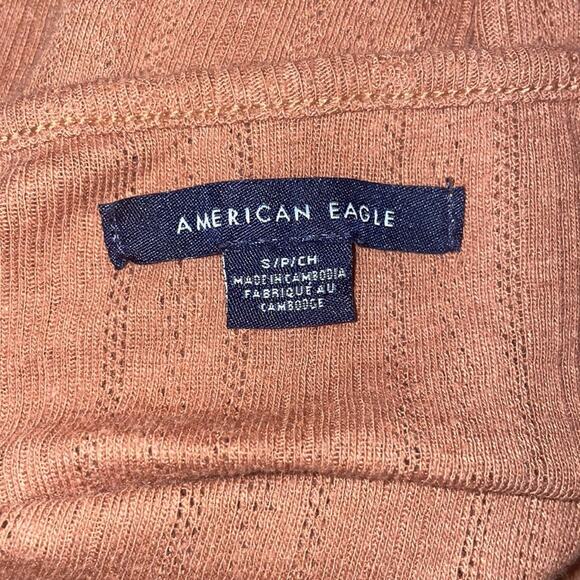 AMERICAN EAGLE
S/P/CH
MADE IN CAMBODIA
FABRIQUÉ AU
CAMBODGE